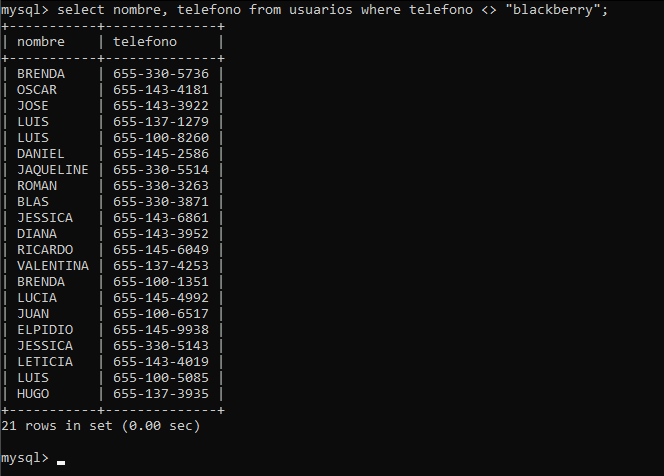 mysql> select nombre, telefono from usuarios where telefono <> "blackberry";
+-----------+--------------+
| nombre    | telefono     |
+-----------+--------------+
| BRENDA    | 655-330-5736 |
| OSCAR     | 655-143-4181 |
| JOSE      | 655-143-3922 |
| LUIS      | 655-137-1279 |
| LUIS      | 655-100-8260 |
| DANIEL    | 655-145-2586 |
| JAQUELINE | 655-330-5514 |
| ROMAN     | 655-330-3263 |
| BLAS      | 655-330-3871 |
| JESSICA   | 655-143-6861 |
| DIANA     | 655-143-3952 |
| RICARDO   | 655-145-6049 |
| VALENTINA | 655-137-4253 |
| BRENDA    | 655-100-1351 |
| LUCIA     | 655-145-4992 |
| JUAN      | 655-100-6517 |
| ELPIDIO   | 655-145-9938 |
| JESSICA   | 655-330-5143 |
| LETICIA   | 655-143-4019 |
| LUIS      | 655-100-5085 |
| HUGO      | 655-137-3935 |
+-----------+--------------+
21 rows in set (0.00 sec)
mysql> _